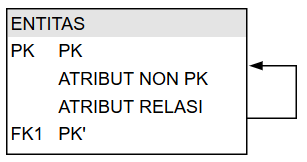 ENTITAS
PK PK
ATRIBUT NON PK
ATRIBUT RELASI
FK1 PK'